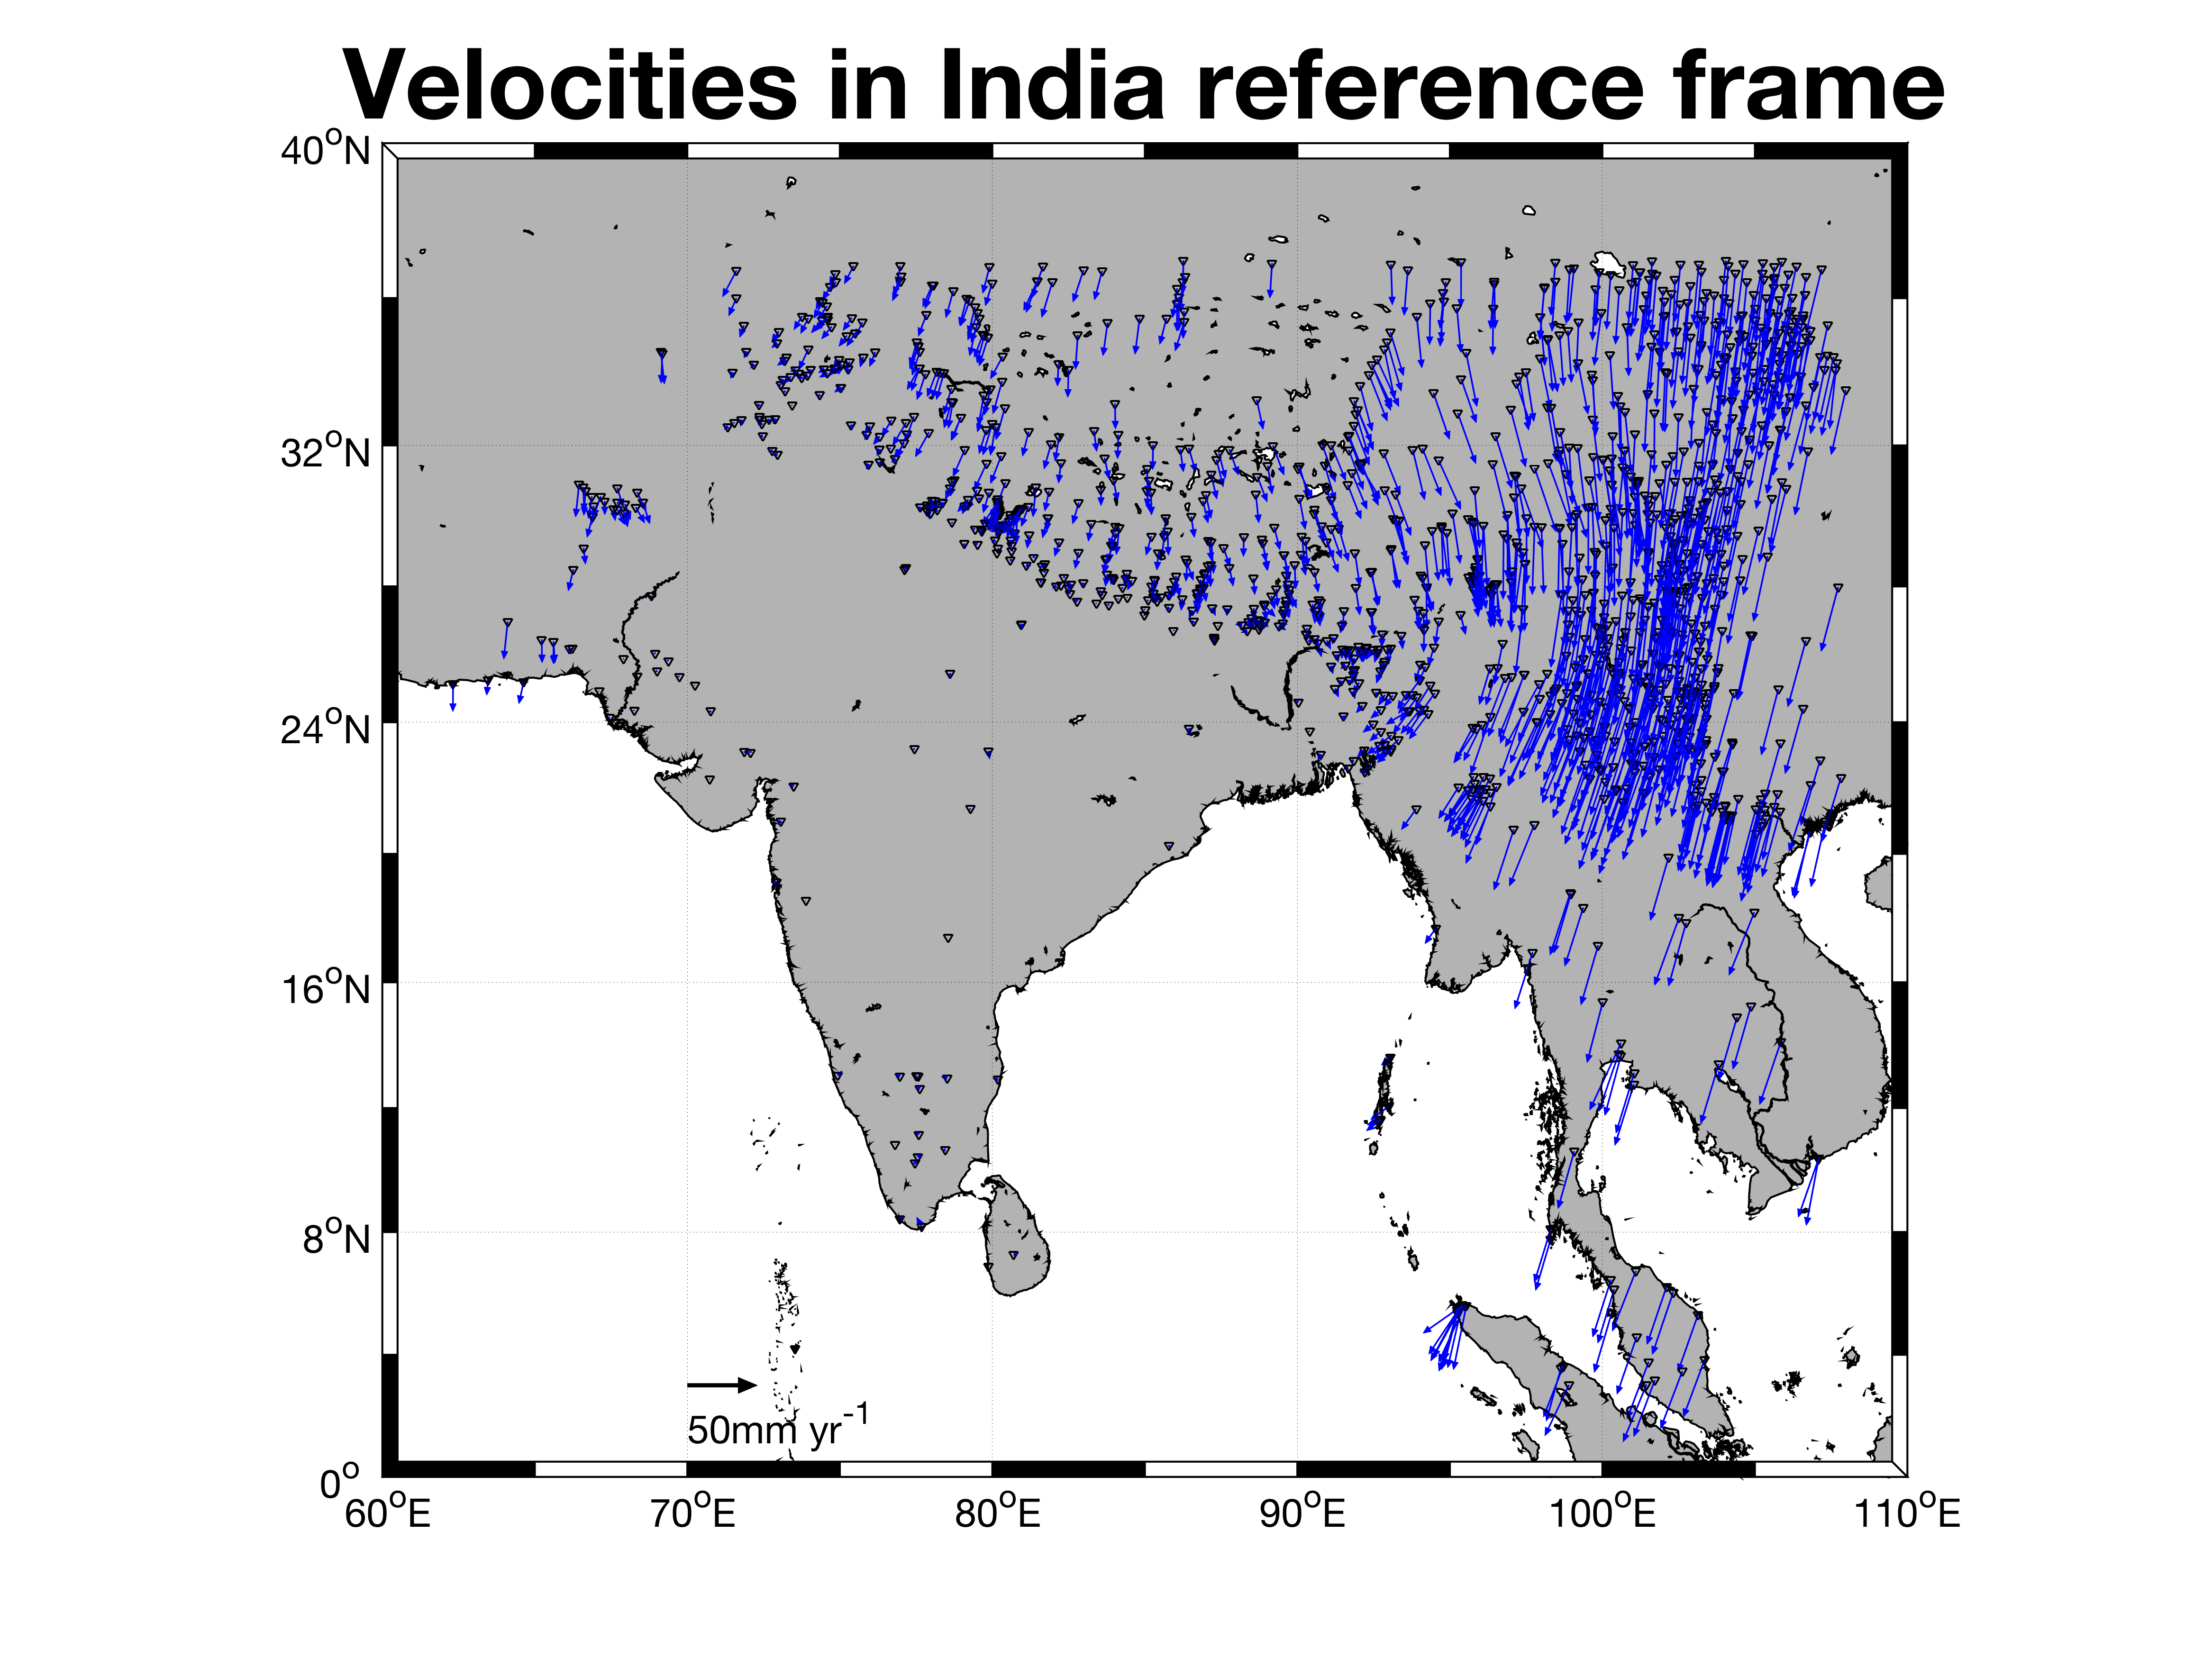 Velocities in India reference frame
40°N
32°N
24°N
16°N
8°N
0°
50mm yr⁻¹
60°E 70°E 80°E 90°E 100°E 110°E